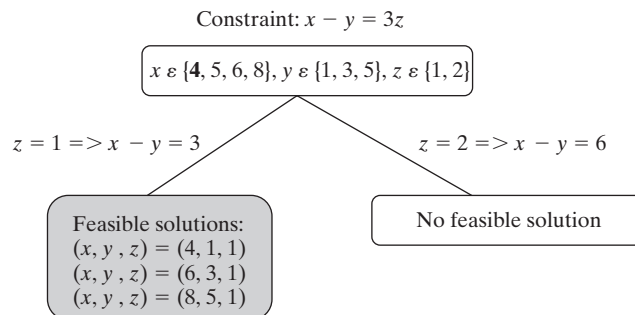 Constraint: x − y = 3z
x ε {4, 5, 6, 8}, y ε {1, 3, 5}, z ε {1, 2}
z = 1 => x − y = 3
z = 2 => x − y = 6
Feasible solutions:
(x, y , z) = (4, 1, 1)
(x, y , z) = (6, 3, 1)
(x, y , z) = (8, 5, 1)
No feasible solution